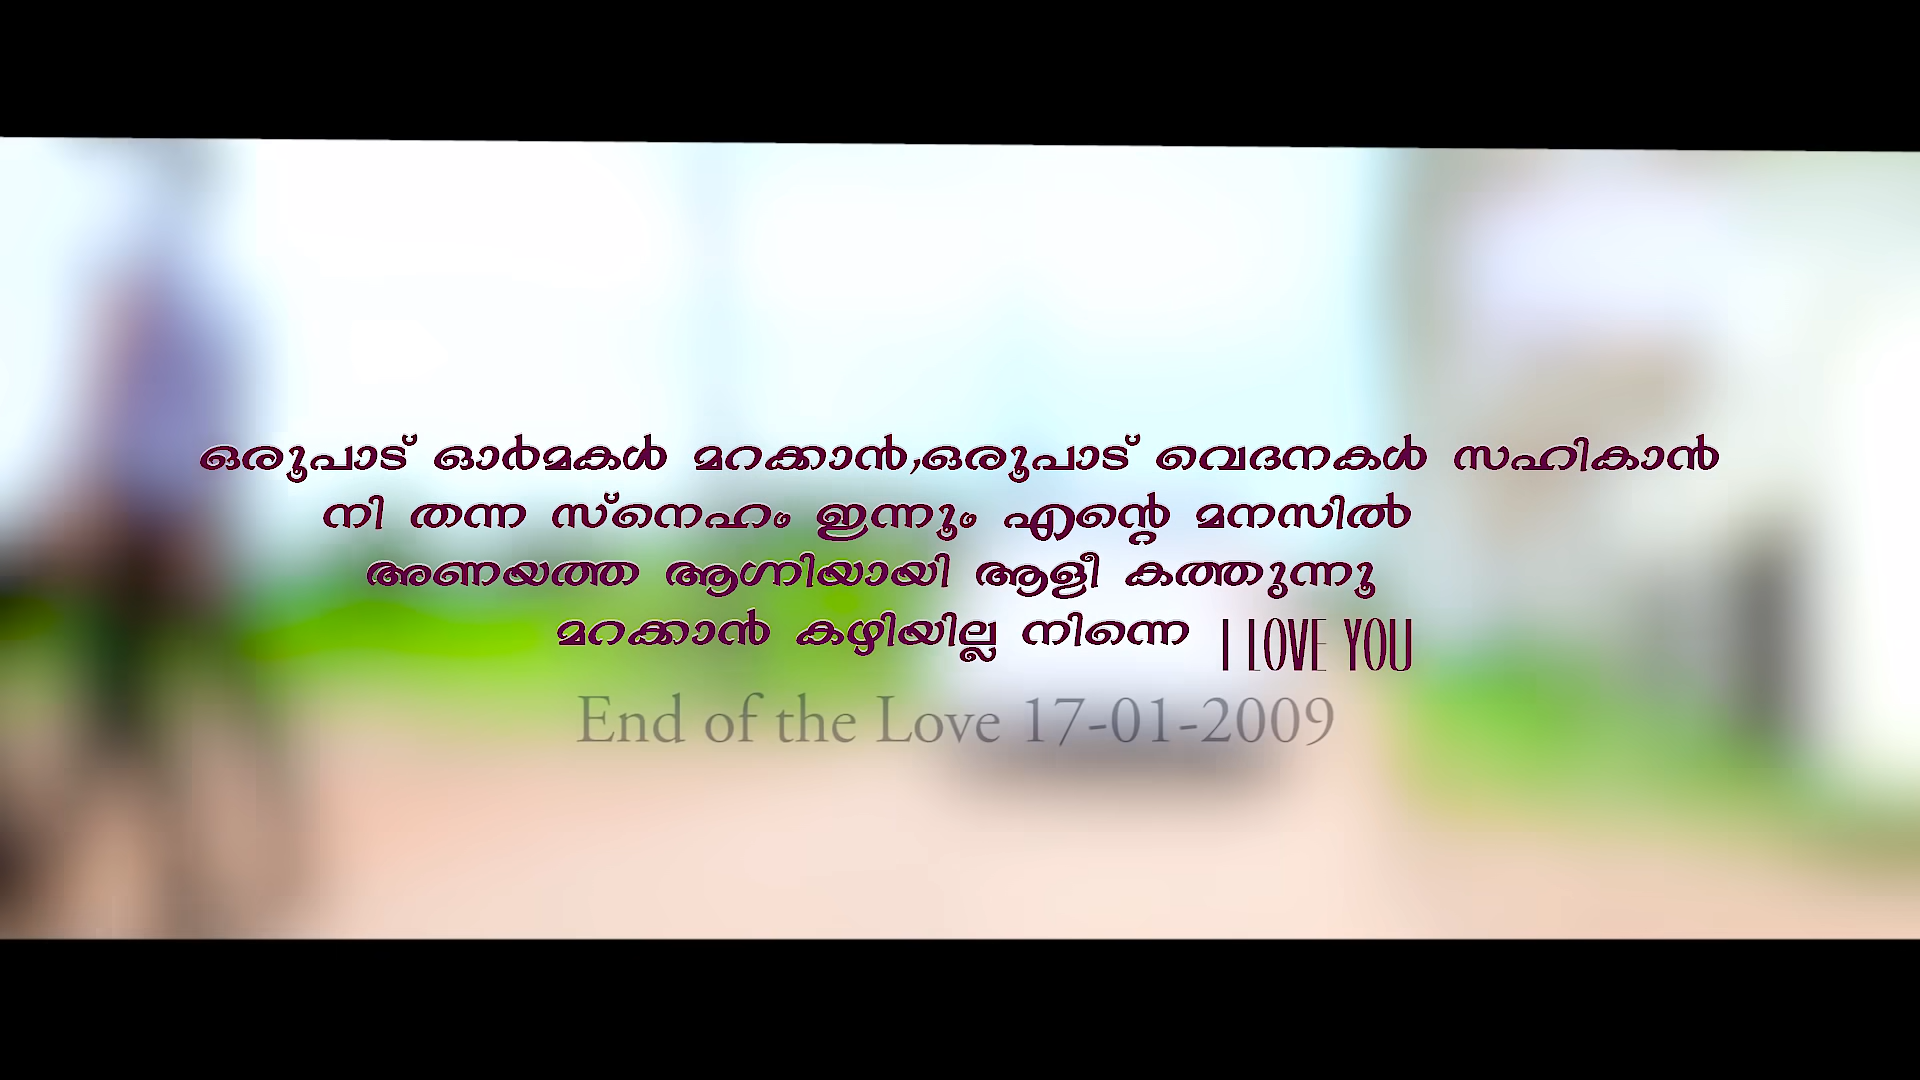 ഒരൂപാട് ഓർമകൾ മറക്കാൻ,ഒരൂപാട് വെദനകൾ സഹികാൻ
നി തന്ന സ്നെഹം ഇന്നൂം എന്റെ മനസിൽ
അണയത്ത ആഗ്നിയായി ആളീ കത്തുന്നൂ
മറക്കാൻ കഴിയില്ല നിന്നെ I LOVE YOU
End of the Love 17-01-2009